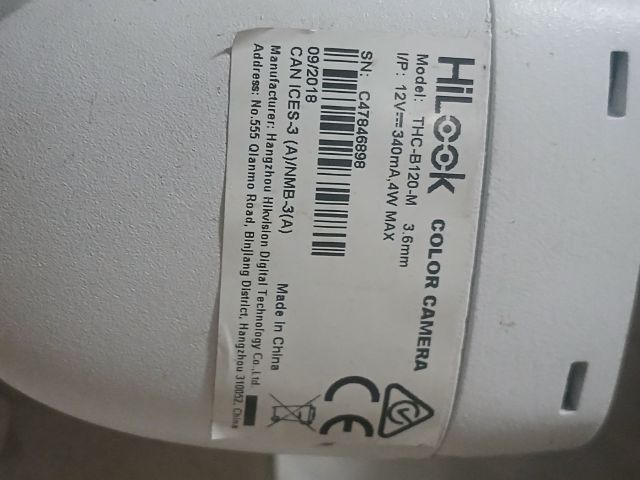 HiLook COLOR CAMERA
Model: THC-B120-M 3.6mm
I/P: 12V⎓340mA,4W MAX
SN: C47846898
09/2018
CAN ICES-3 (A)/NMB-3(A) Made in China
Manufacturer: Hangzhou Hikvision Digital Technology Co.,Ltd.
Address: No.555 Qianmo Road, Binjiang District, Hangzhou 310052, China
CE